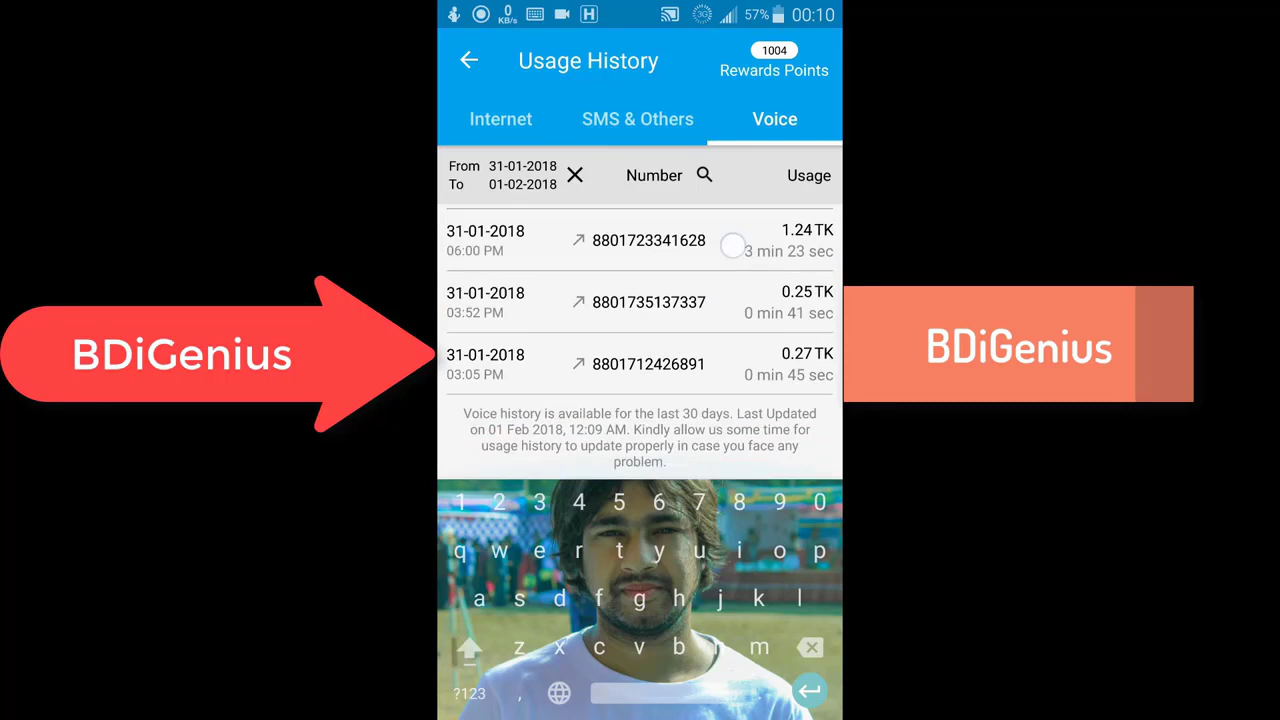 0
KB/s
H
3G
57%
00:10
Usage History
1004
Rewards Points
Internet
SMS & Others
Voice
From 31-01-2018
To 01-02-2018
Number
Usage
31-01-2018
06:00 PM
8801723341628
1.24 TK
3 min 23 sec
31-01-2018
03:52 PM
8801735137337
0.25 TK
0 min 41 sec
31-01-2018
03:05 PM
8801712426891
0.27 TK
0 min 45 sec
Voice history is available for the last 30 days. Last Updated
on 01 Feb 2018, 12:09 AM. Kindly allow us some time for
usage history to update properly in case you face any
problem.
BDiGenius
BDiGenius
1 2 3 4 5 6 7 8 9 0
q w e r t y u i o p
a s d f g h j k l
z x c v b n m
?123 , .